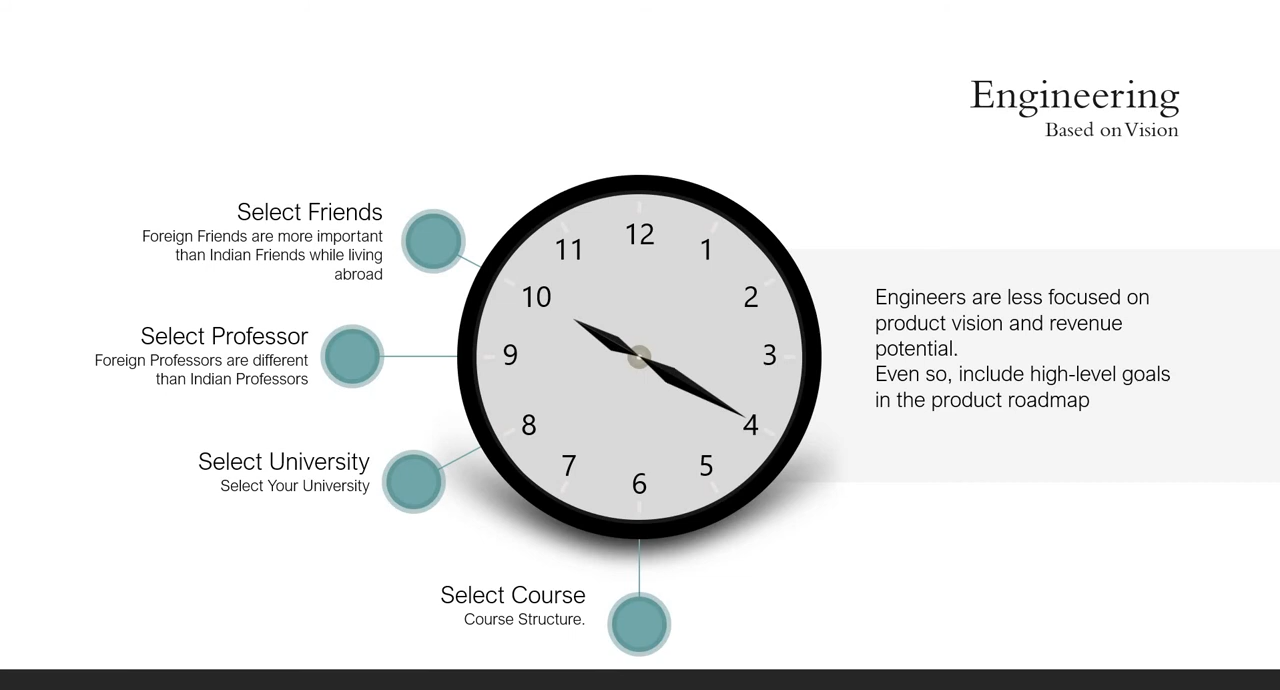 Engineering
Based on Vision
Select Friends
Foreign Friends are more important
than Indian Friends while living
abroad
Select Professor
Foreign Professors are different
than Indian Professors
Select University
Select Your University
Select Course
Course Structure.
12
1
2
3
4
5
6
7
8
9
10
11
Engineers are less focused on
product vision and revenue
potential.
Even so, include high-level goals
in the product roadmap